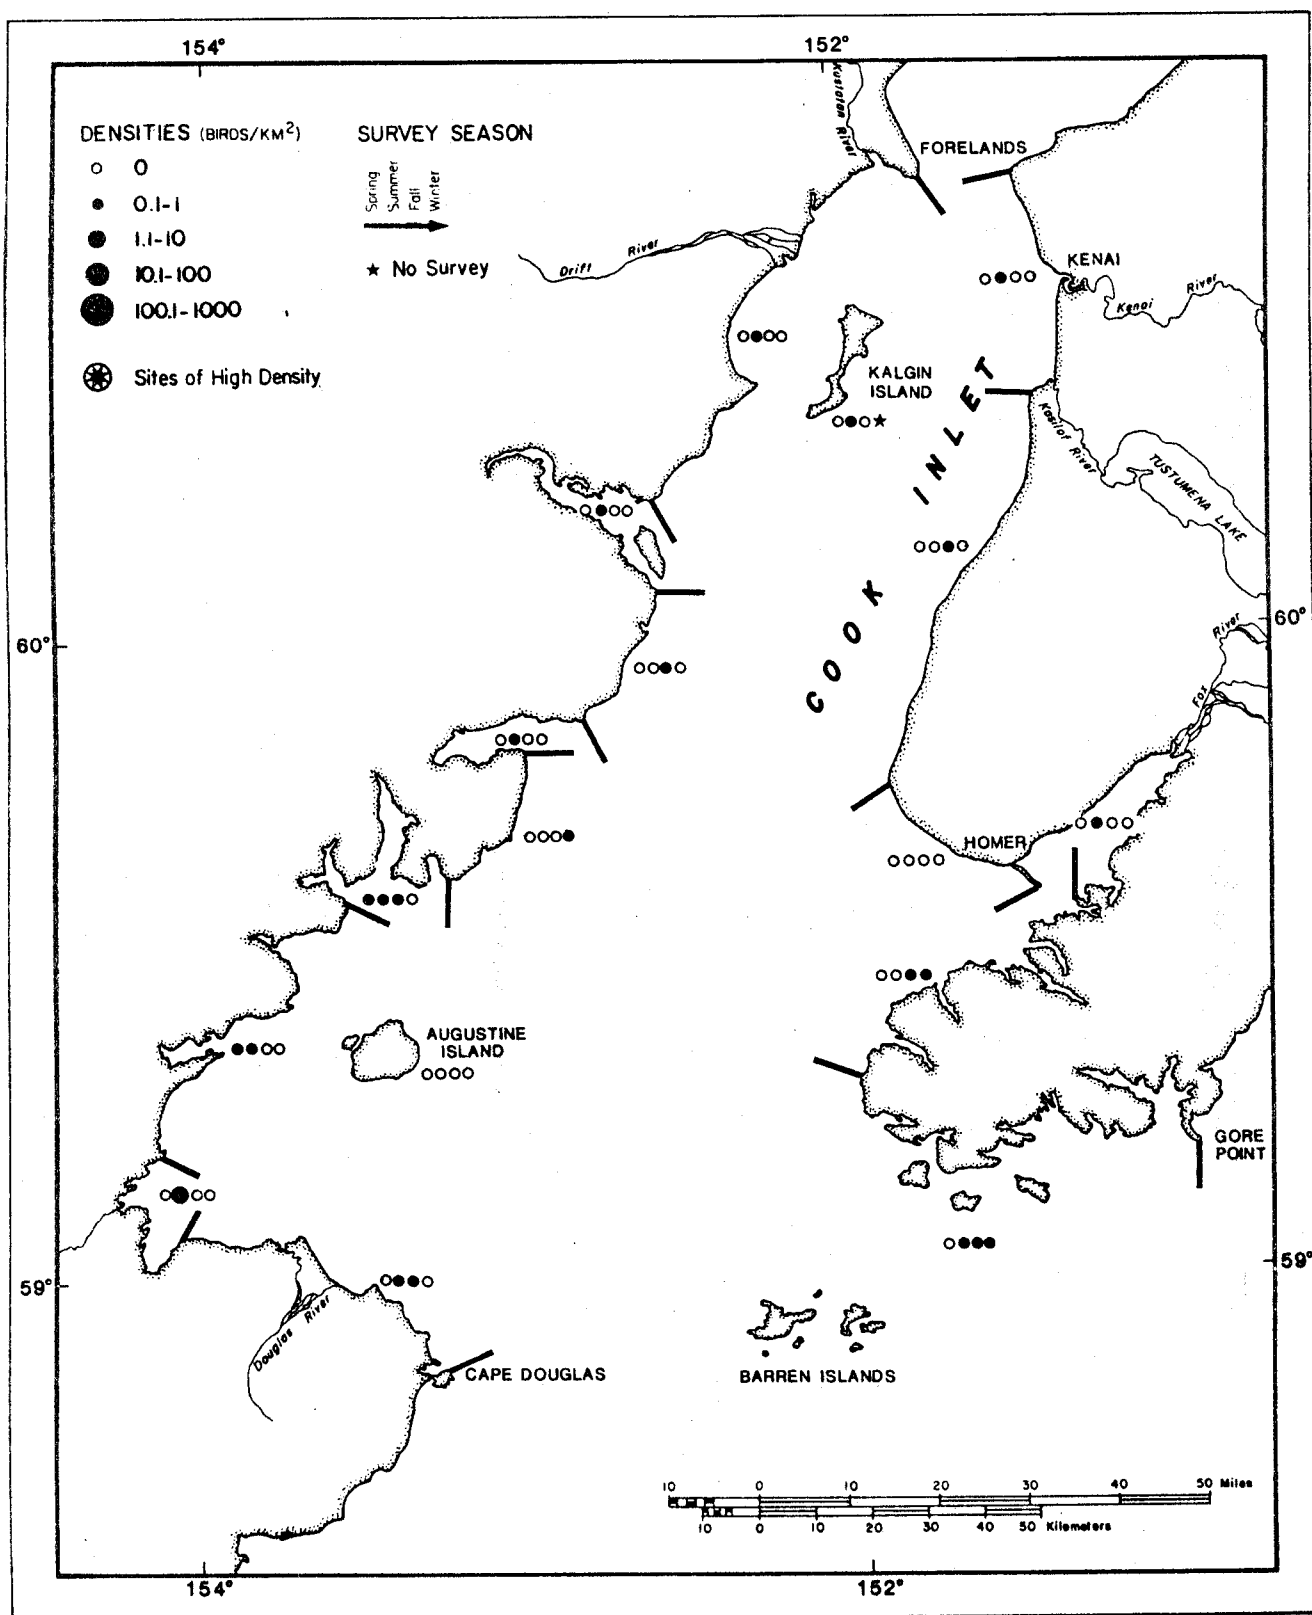 154°
152°
DENSITIES (BIRDS/KM²)
0
0.1-1
1.1-10
10.1-100
100.1-1000
Sites of High Density
SURVEY SEASON
Spring
Summer
Fall
Winter
★ No Survey
Kustatan River
FORELANDS
Drift River
KENAI
Kenai River
KALGIN
ISLAND
COOK INLET
Kasilof River
TUSTUMENA LAKE
60°
60°
Fox River
HOMER
AUGUSTINE
ISLAND
GORE
POINT
59°
59°
Douglas River
CAPE DOUGLAS
BARREN ISLANDS
10 0 10 20 30 40 50 Miles
10 0 10 20 30 40 50 Kilometers
154°
152°